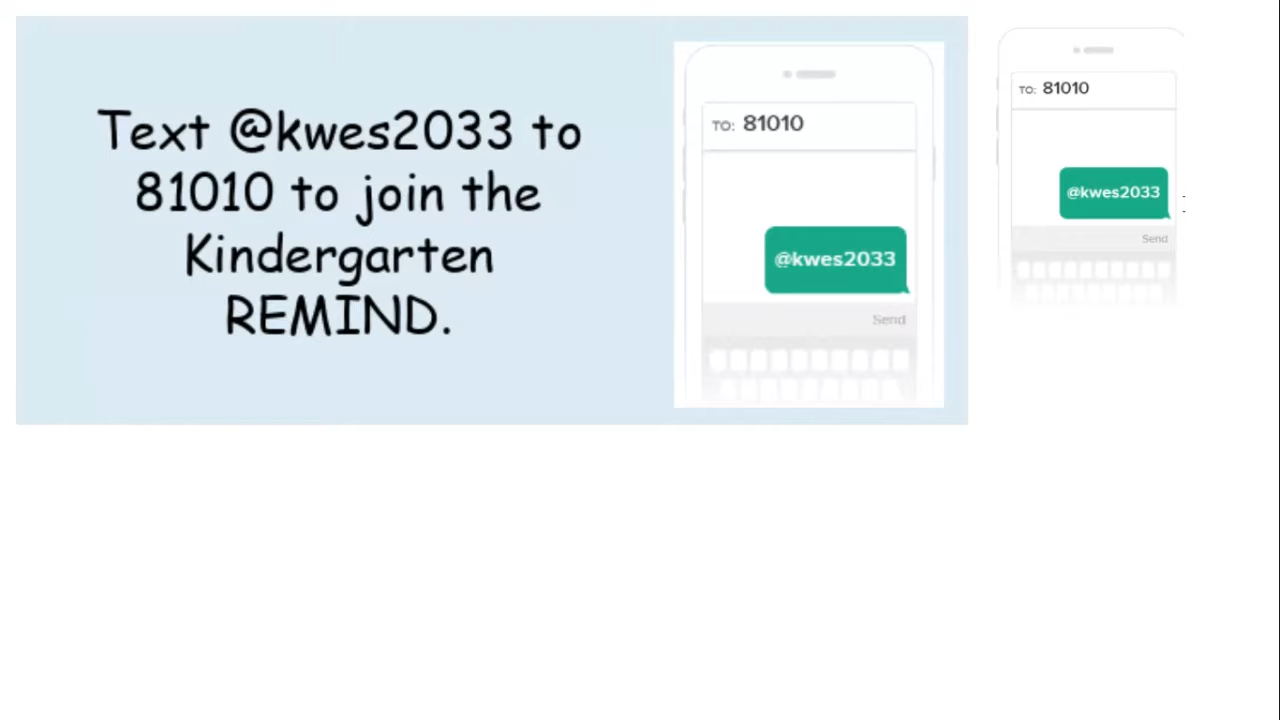 Text @kwes2033 to
81010 to join the
Kindergarten
REMIND.
TO: 81010
@kwes2033
Send
TO: 81010
@kwes2033
Send